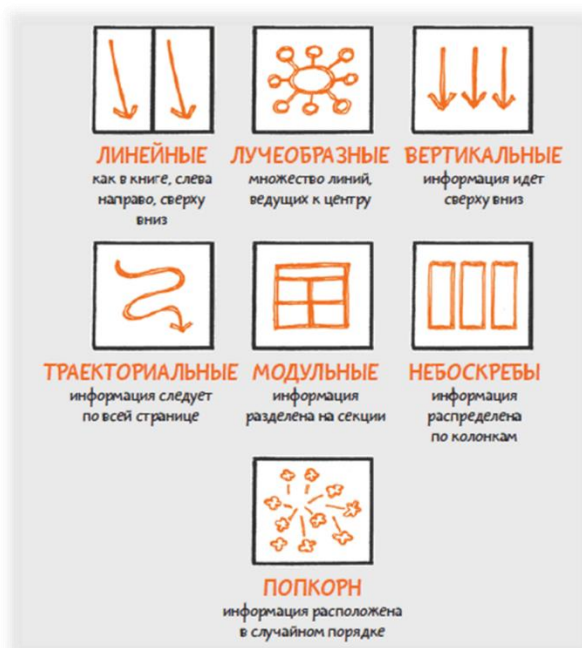 ЛИНЕЙНЫЕ
как в книге, слева
направо, сверху
вниз
ЛУЧЕОБРАЗНЫЕ
множество линий,
ведущих к центру
ВЕРТИКАЛЬНЫЕ
информация идет
сверху вниз
ТРАЕКТОРИАЛЬНЫЕ
информация следует
по всей странице
МОДУЛЬНЫЕ
информация
разделена на секции
НЕБОСКРЕБЫ
информация
распределена
по колонкам
ПОПКОРН
информация расположена
в случайном порядке